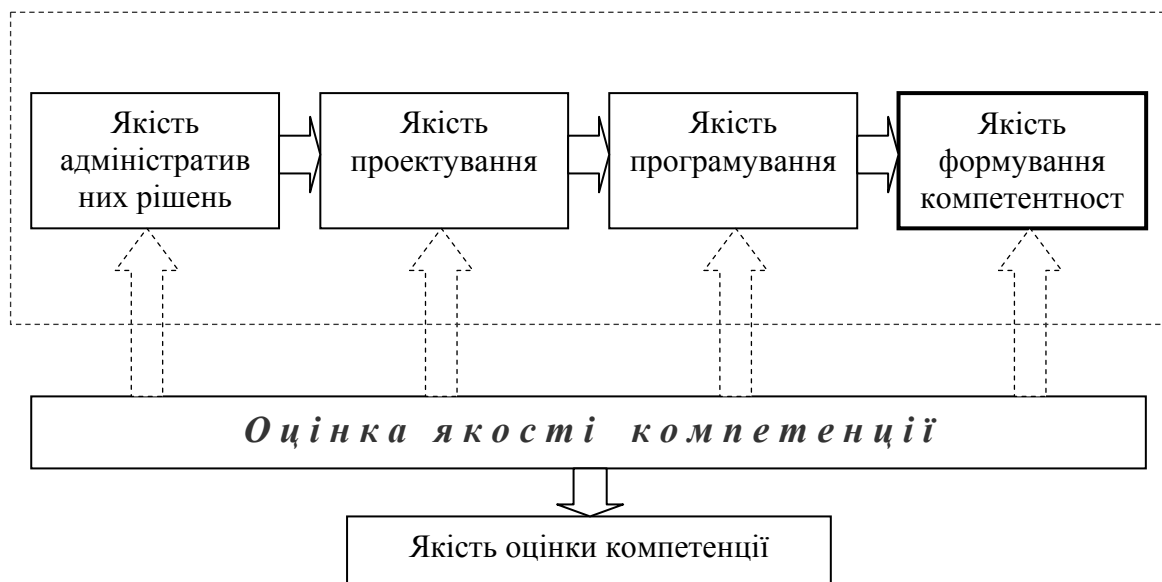 Якість
адміністратив
них рішень
Якість
проектування
Якість
програмування
Якість
формування
компетентност
Оцінка якості компетенції
Якість оцінки компетенції